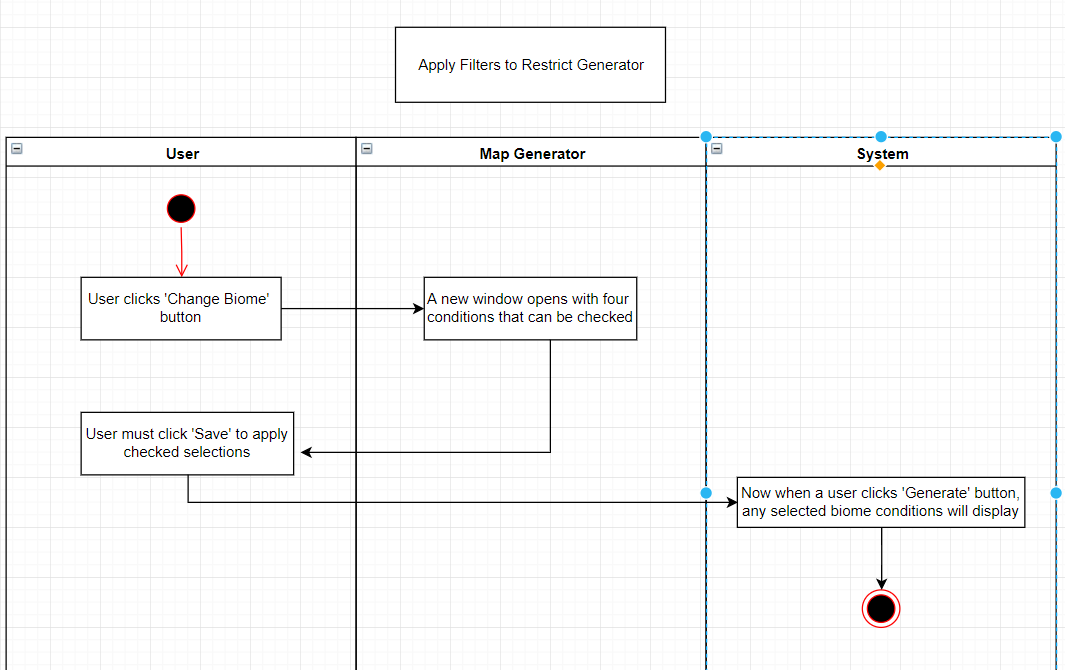 Apply Filters to Restrict Generator
User
Map Generator
System
User clicks 'Change Biome'
button
A new window opens with four
conditions that can be checked
User must click 'Save' to apply
checked selections
Now when a user clicks 'Generate' button,
any selected biome conditions will display